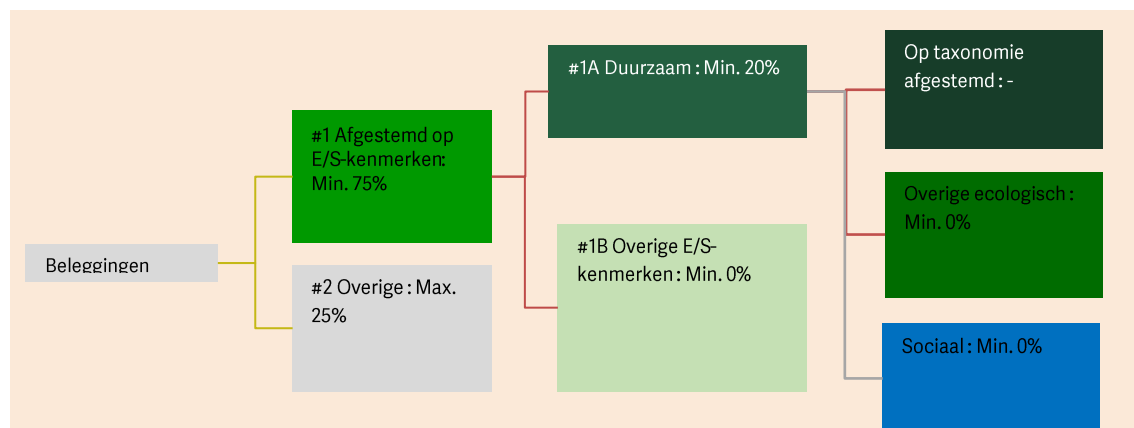 Beleggingen
#1 Afgestemd op
E/S-kenmerken:
Min. 75%
#2 Overige : Max.
25%
#1A Duurzaam : Min. 20%
#1B Overige E/S-
kenmerken : Min. 0%
Op taxonomie
afgestemd : -
Overige ecologisch :
Min. 0%
Sociaal : Min. 0%